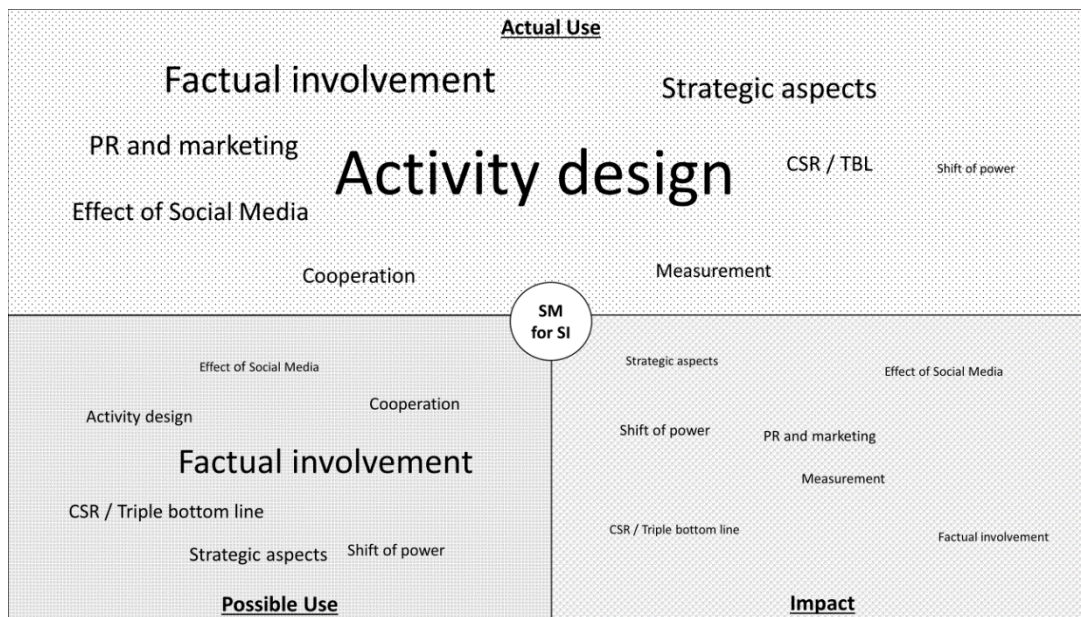 Actual Use
Factual involvement
Strategic aspects
PR and marketing
Activity design
CSR / TBL
Shift of power
Effect of Social Media
Cooperation
Measurement
SM
for SI
Effect of Social Media
Cooperation
Activity design
Factual involvement
CSR / Triple bottom line
Strategic aspects
Shift of power
Possible Use
Strategic aspects
Effect of Social Media
Shift of power
PR and marketing
Measurement
CSR / Triple bottom line
Factual involvement
Impact